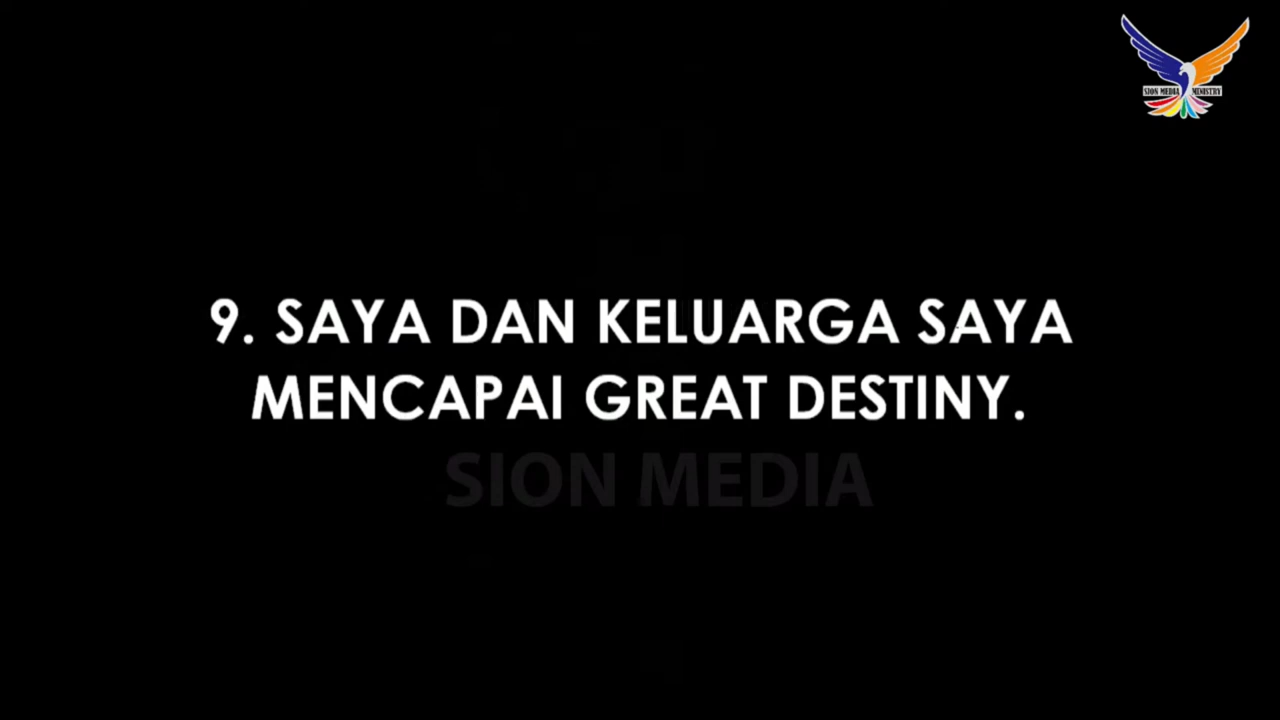 SION MEDIA MINISTRY
9. SAYA DAN KELUARGA SAYA
MENCAPAI GREAT DESTINY.
SION MEDIA